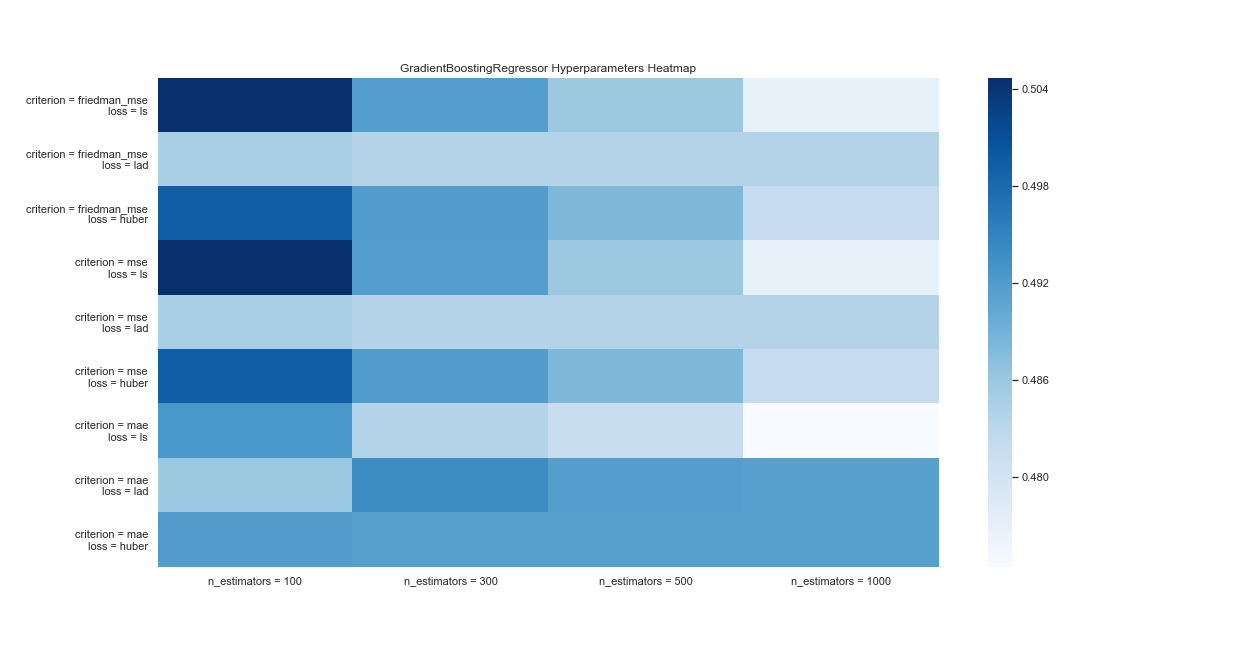 GradientBoostingRegressor Hyperparameters Heatmap
criterion = friedman_mse
loss = ls
criterion = friedman_mse
loss = lad
criterion = friedman_mse
loss = huber
criterion = mse
loss = ls
criterion = mse
loss = lad
criterion = mse
loss = huber
criterion = mae
loss = ls
criterion = mae
loss = lad
criterion = mae
loss = huber
n_estimators = 100
n_estimators = 300
n_estimators = 500
n_estimators = 1000
0.504
0.498
0.492
0.486
0.480